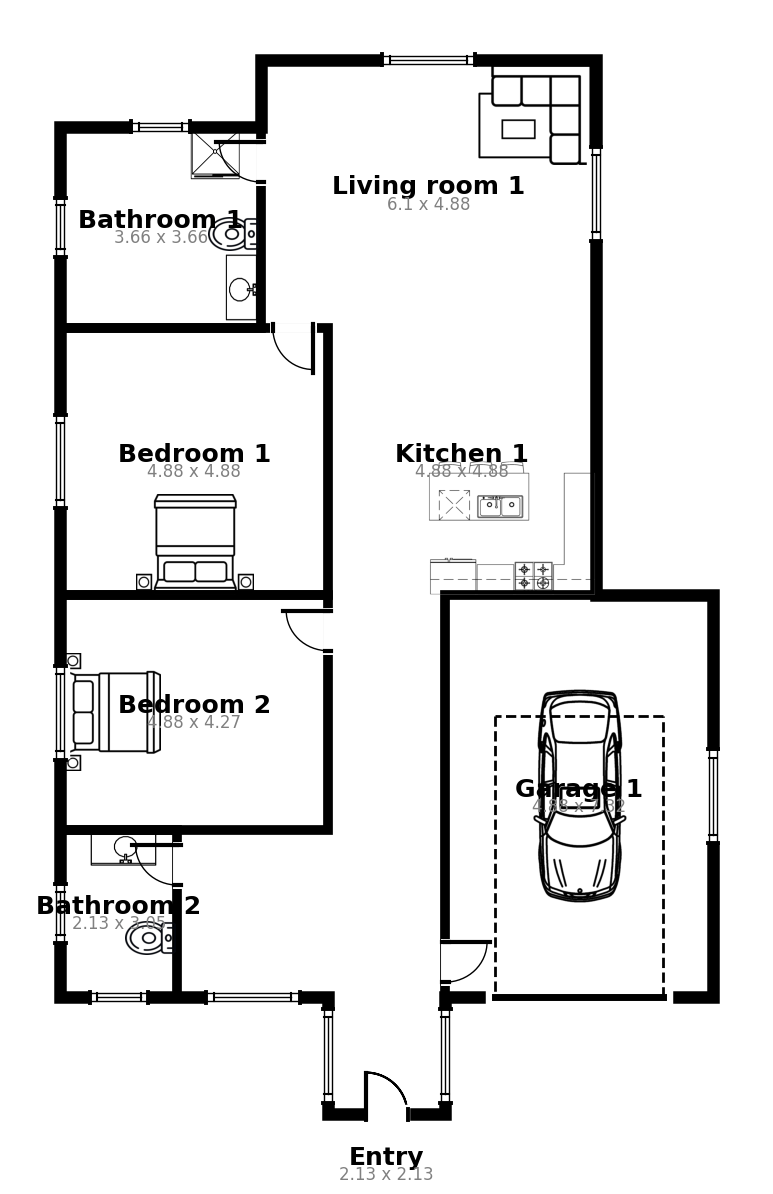 Living room 1
6.1 x 4.88
Bathroom 1
3.66 x 3.66
Bedroom 1
4.88 x 4.88
Kitchen 1
4.88 x 4.88
Bedroom 2
4.88 x 4.27
Garage 1
4.88 x 7.32
Bathroom 2
2.13 x 3.05
Entry
2.13 x 2.13